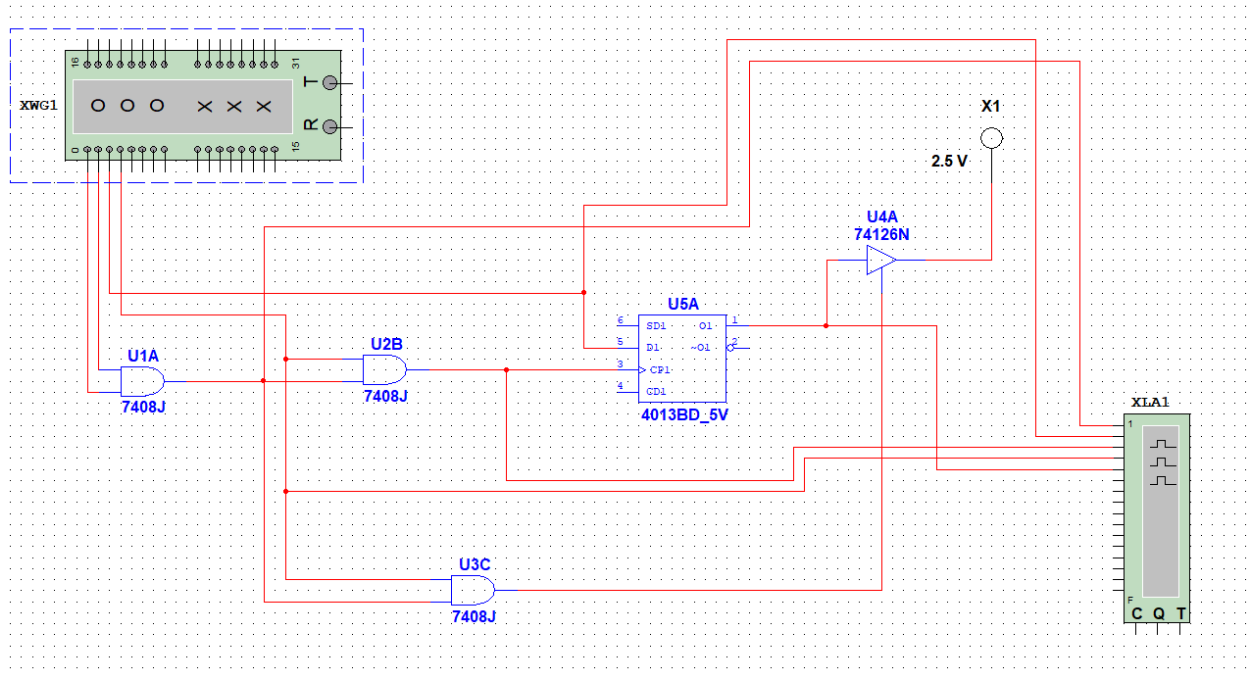 XWG1
16
31
O O O X X X
T
R
0
15
X1
2.5 V
U4A
74126N
U5A
6 SD1 O1 1
5 D1 ~O1 2
3 CP1
4 CD1
4013BD_5V
U1A
7408J
U2B
7408J
XLA1
1
F
C Q T
U3C
7408J